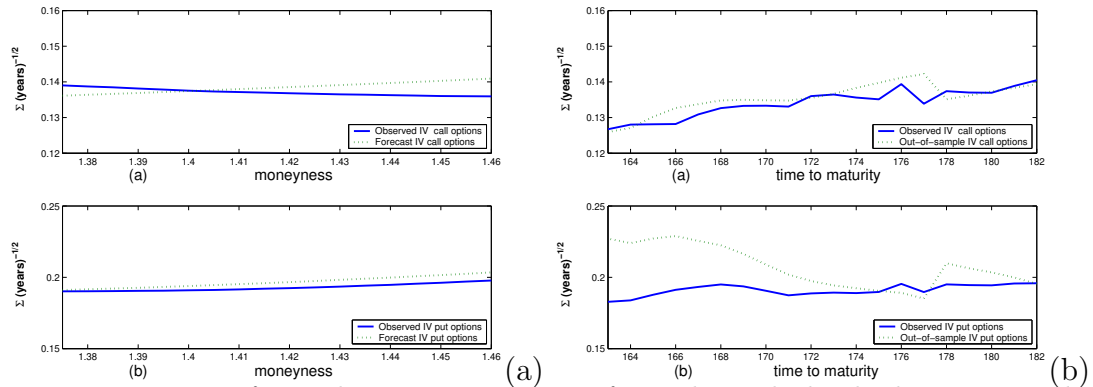 0.16
0.15
0.14
0.13
0.12
Σ (years)^{-1/2}
1.38 1.39 1.4 1.41 1.42 1.43 1.44 1.45 1.46
(a) moneyness
Observed IV call options
Forecast IV call options
0.16
0.15
0.14
0.13
0.12
Σ (years)^{-1/2}
164 166 168 170 172 174 176 178 180 182
(a) time to maturity
Observed IV call options
Out-of-sample IV call options
0.25
0.2
0.15
Σ (years)^{-1/2}
1.38 1.39 1.4 1.41 1.42 1.43 1.44 1.45 1.46
(b) moneyness
Observed IV put options
Forecast IV put options
(a)
0.25
0.2
0.15
Σ (years)^{-1/2}
164 166 168 170 172 174 176 178 180 182
(b) time to maturity
Observed IV put options
Out-of-sample IV put options
(b)